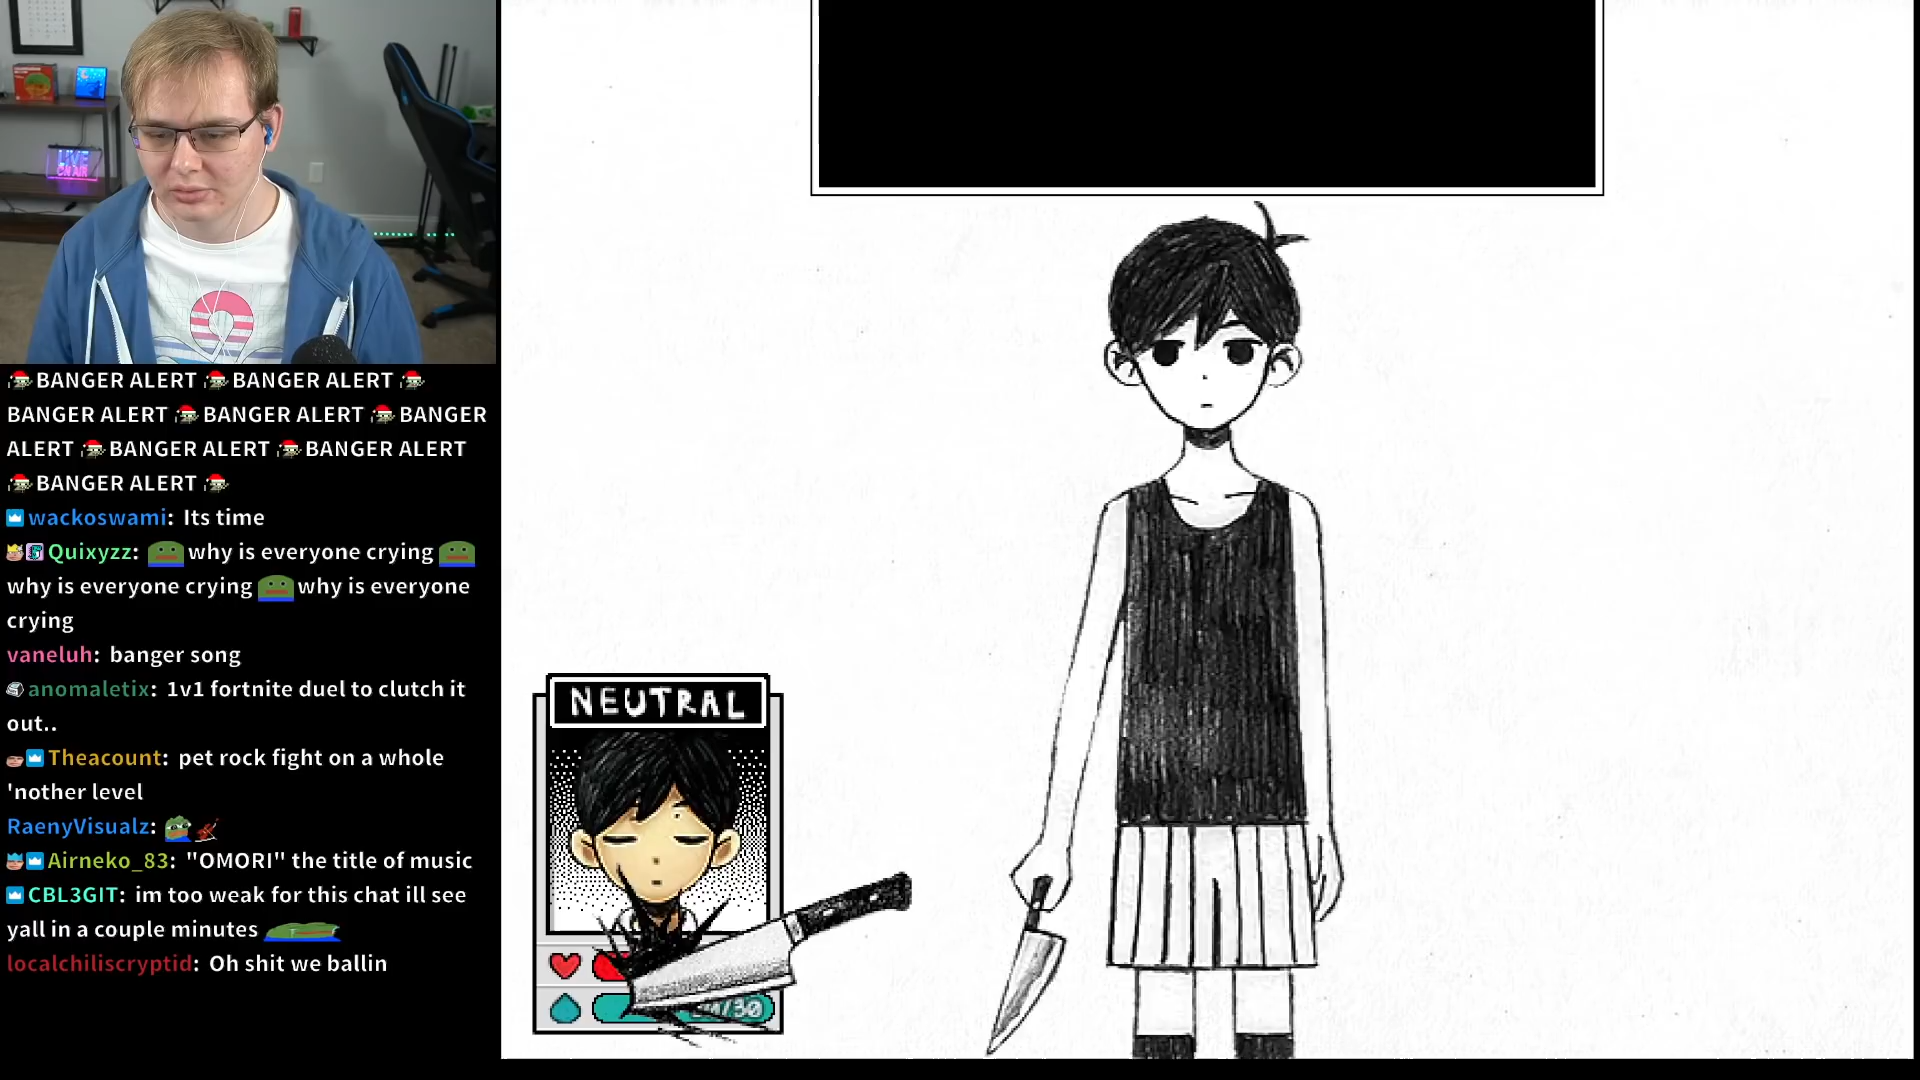 LIVE
ON AIR
BANGER ALERT BANGER ALERT
BANGER ALERT BANGER ALERT BANGER
ALERT BANGER ALERT BANGER ALERT
BANGER ALERT
wackoswami: Its time
Quixyzz: why is everyone crying
why is everyone crying why is everyone
crying
vaneluh: banger song
anomaletix: 1v1 fortnite duel to clutch it
out..
Theacount: pet rock fight on a whole
'nother level
RaenyVisualz:
Airneko_83: "OMORI" the title of music
CBL3GIT: im too weak for this chat ill see
yall in a couple minutes
localchiliscryptid: Oh shit we ballin
NEUTRAL
/30